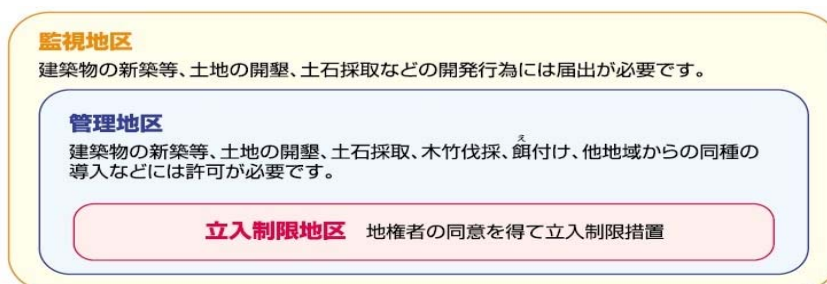 監視地区
建築物の新築等、土地の開墾、土石採取などの開発行為には届出が必要です。
管理地区
え
建築物の新築等、土地の開墾、土石採取、木竹伐採、餌付け、他地域からの同種の
導入などには許可が必要です。
立入制限地区 地権者の同意を得て立入制限措置